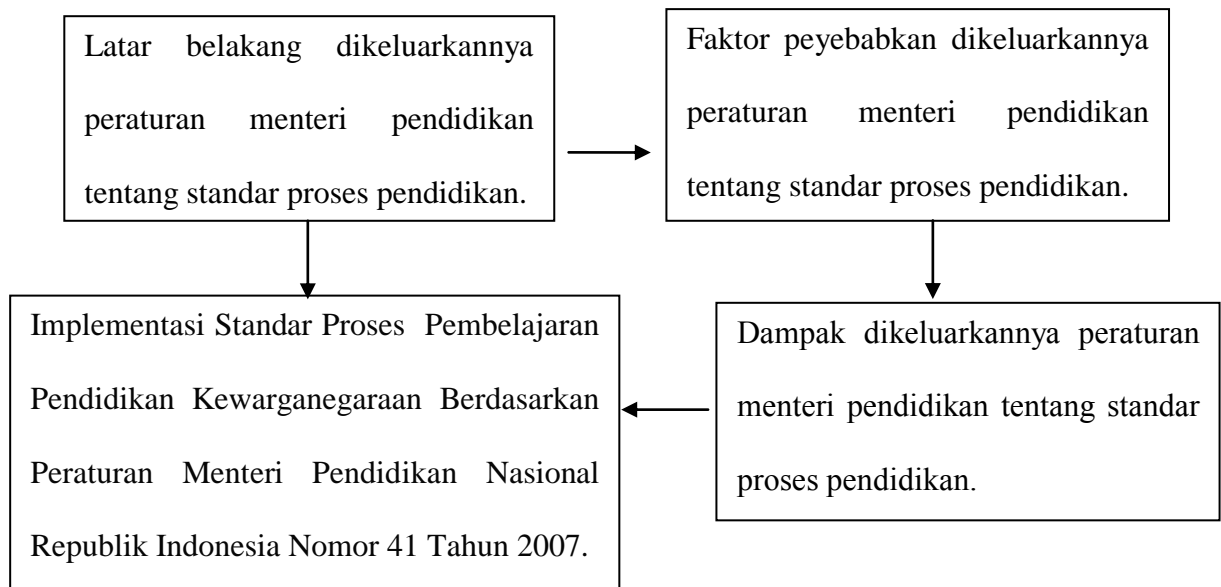 Latar belakang dikeluarkannya
peraturan menteri pendidikan
tentang standar proses pendidikan.
Faktor peyebabkan dikeluarkannya
peraturan menteri pendidikan
tentang standar proses pendidikan.
Implementasi Standar Proses Pembelajaran
Pendidikan Kewarganegaraan Berdasarkan
Peraturan Menteri Pendidikan Nasional
Republik Indonesia Nomor 41 Tahun 2007.
Dampak dikeluarkannya peraturan
menteri pendidikan tentang standar
proses pendidikan.